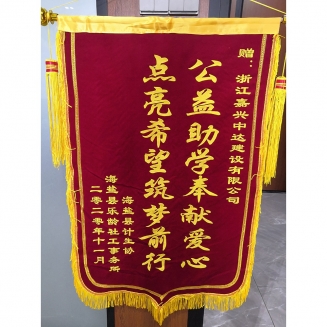 赠：浙江嘉兴中达建设有限公司
公益助学奉献爱心
点亮希望筑梦前行
海盐县计生协
海盐县乐龄社工事务所
二零二零年十一月